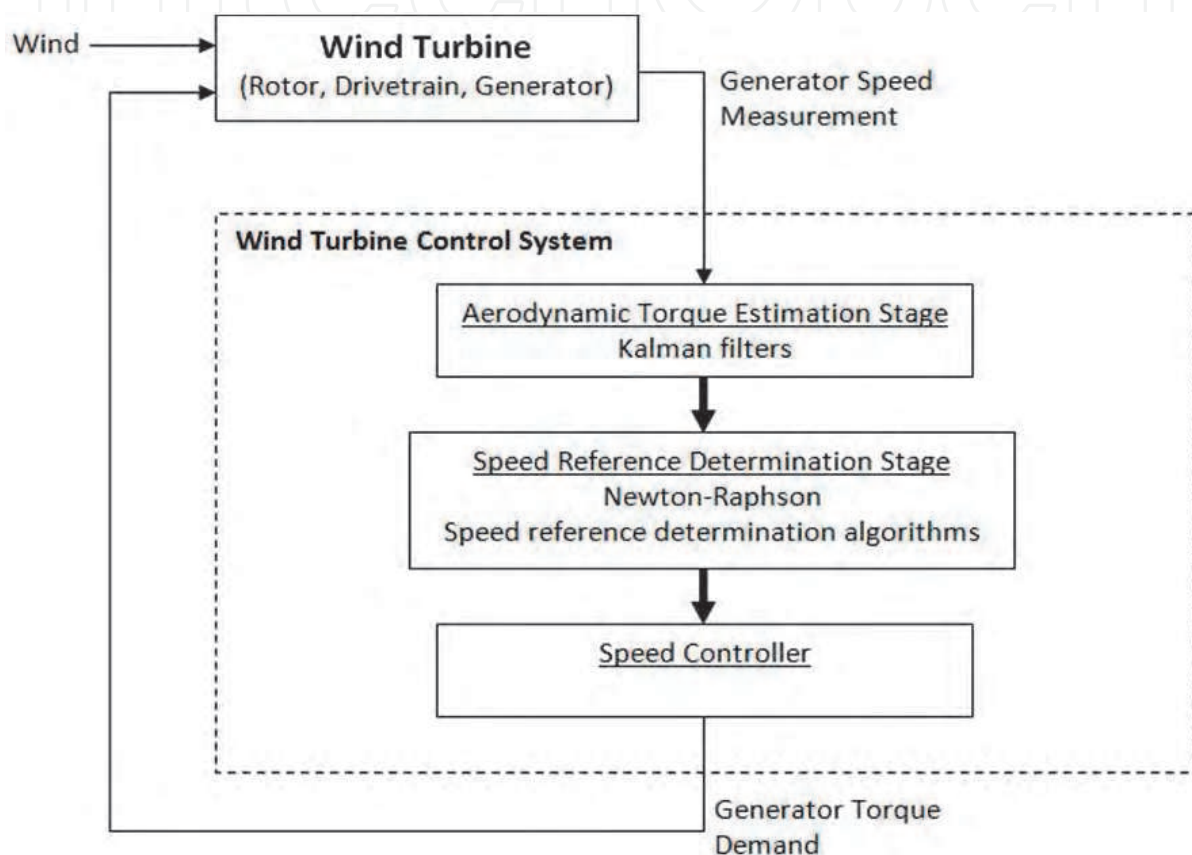 Wind
Wind Turbine
(Rotor, Drivetrain, Generator)
Generator Speed
Measurement
Wind Turbine Control System
Aerodynamic Torque Estimation Stage
Kalman filters
Speed Reference Determination Stage
Newton-Raphson
Speed reference determination algorithms
Speed Controller
Generator Torque
Demand